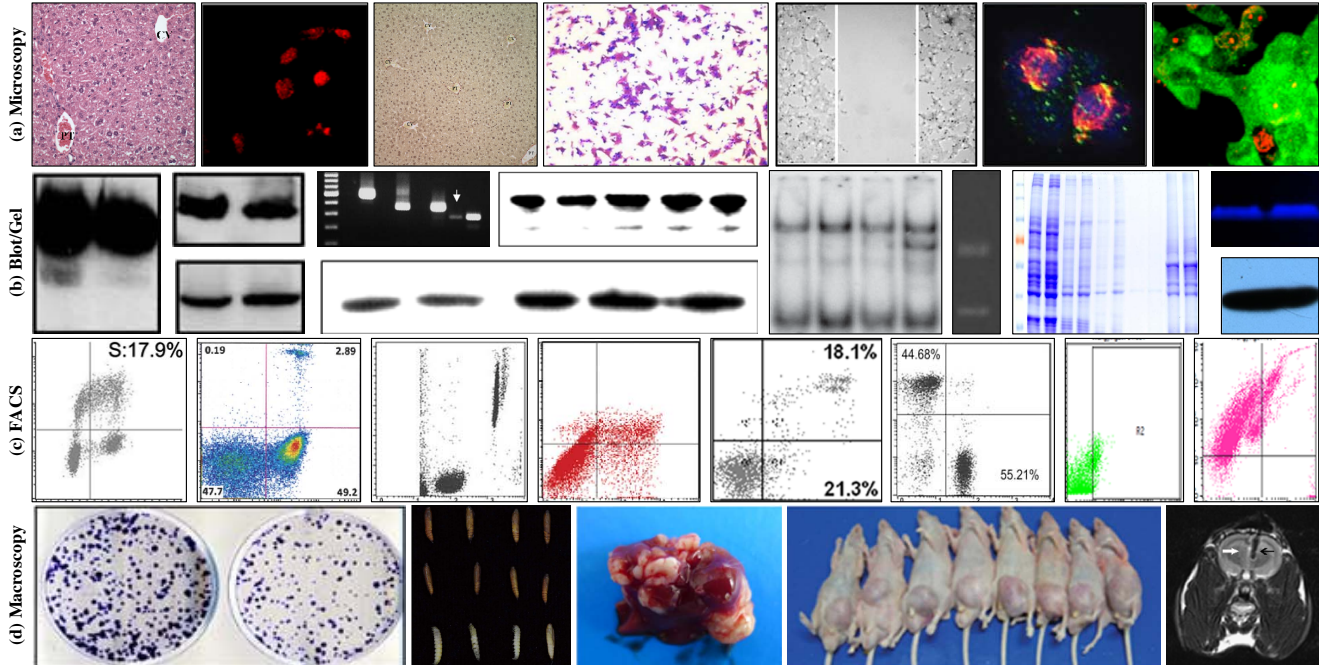 (a) Microscopy
CV
PT
(b) Blot/Gel
(c) FACS
S:17.9%
0.19
2.89
47.7
49.2
18.1%
21.3%
44.68%
55.21%
R2
(d) Macroscopy